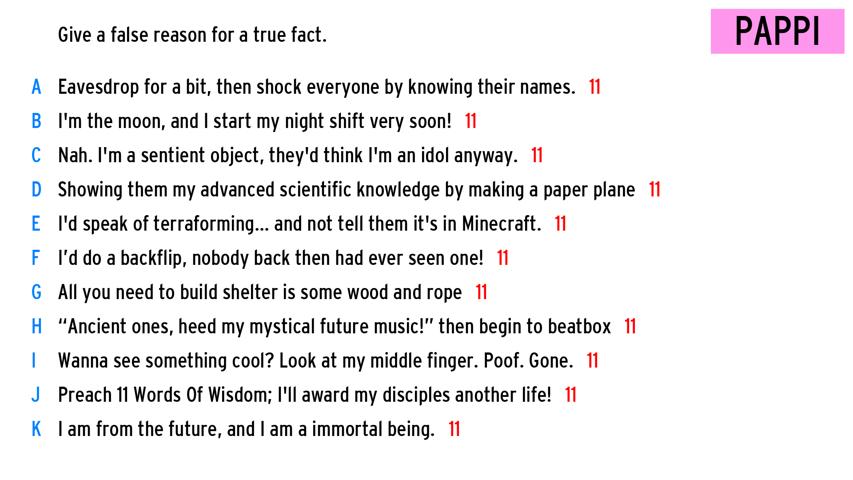 Give a false reason for a true fact.
PAPPI
A Eavesdrop for a bit, then shock everyone by knowing their names. 11
B I'm the moon, and I start my night shift very soon! 11
C Nah. I'm a sentient object, they'd think I'm an idol anyway. 11
D Showing them my advanced scientific knowledge by making a paper plane 11
E I'd speak of terraforming... and not tell them it's in Minecraft. 11
F I’d do a backflip, nobody back then had ever seen one! 11
G All you need to build shelter is some wood and rope 11
H “Ancient ones, heed my mystical future music!” then begin to beatbox 11
I Wanna see something cool? Look at my middle finger. Poof. Gone. 11
J Preach 11 Words Of Wisdom; I'll award my disciples another life! 11
K I am from the future, and I am a immortal being. 11